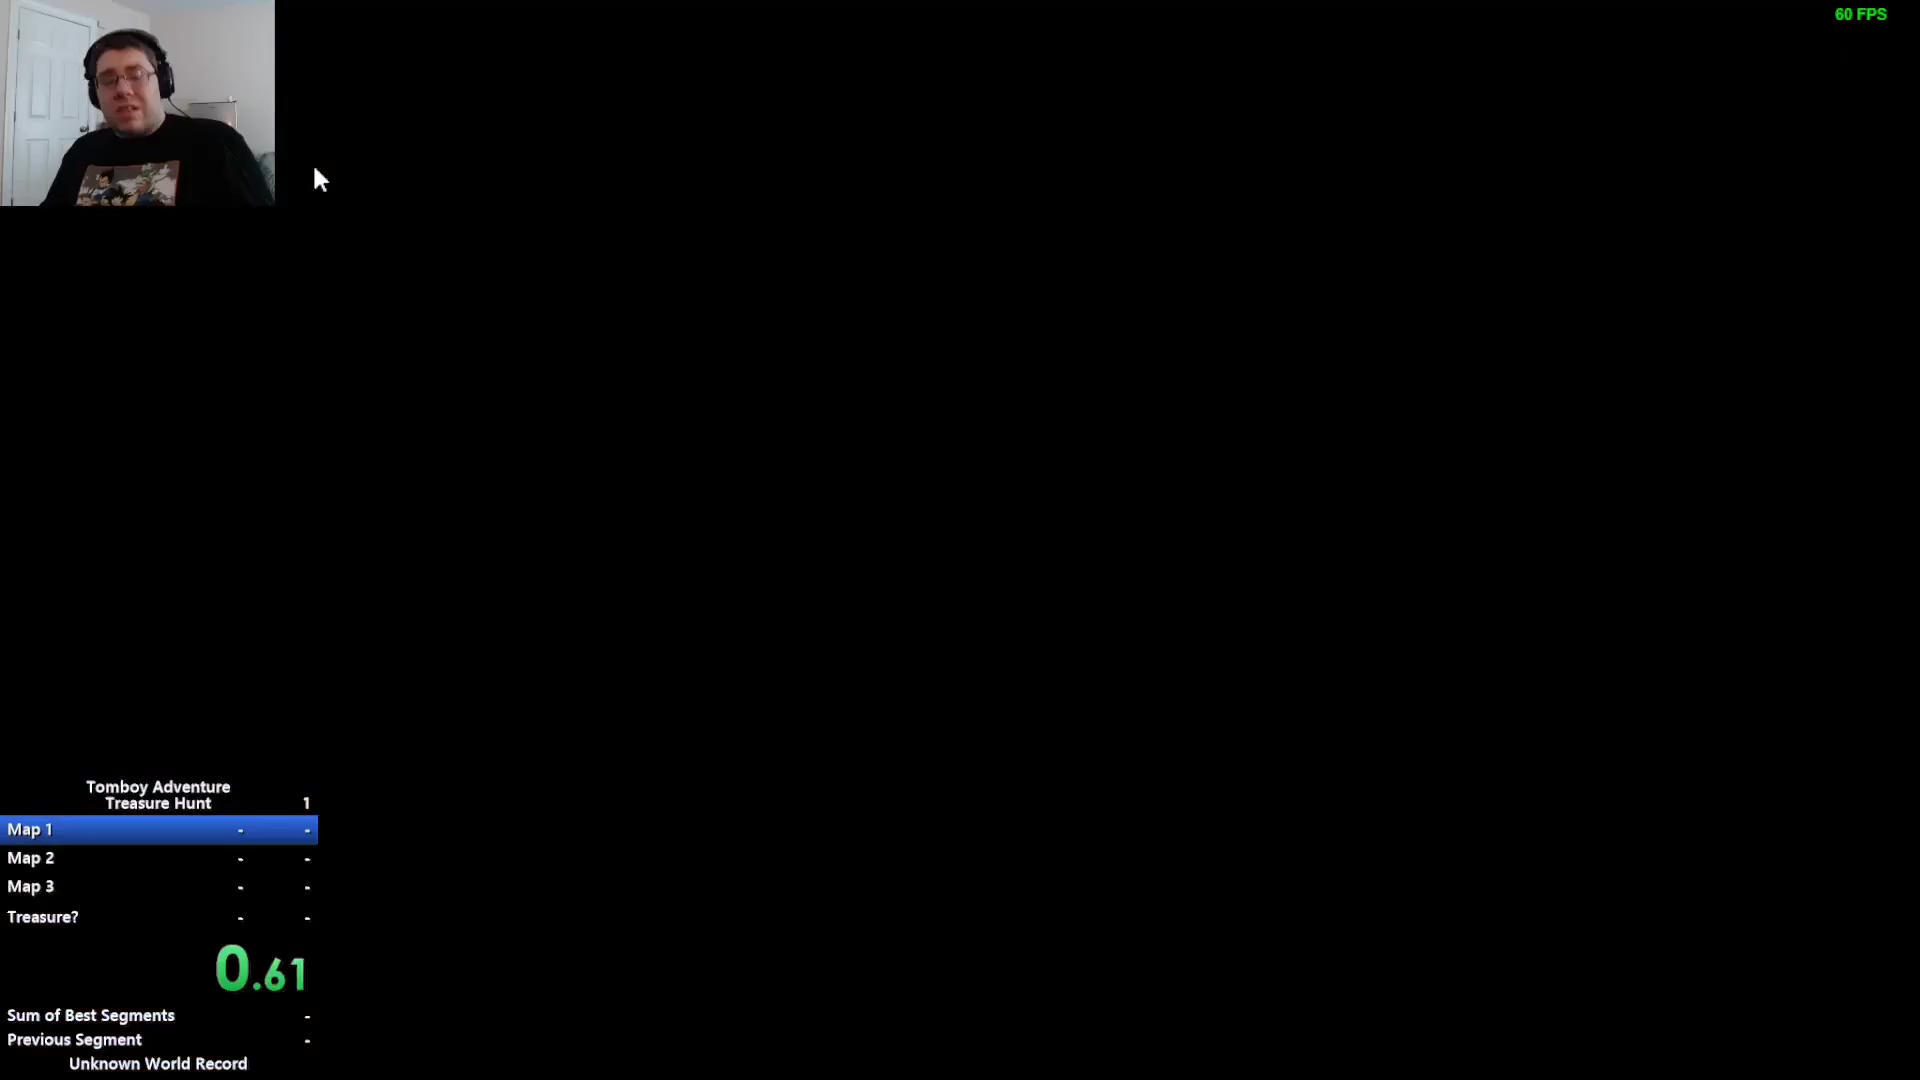 60 FPS
Tomboy Adventure
Treasure Hunt 1
Map 1 - -
Map 2 - -
Map 3 - -
Treasure? - -
0.61
Sum of Best Segments -
Previous Segment -
Unknown World Record